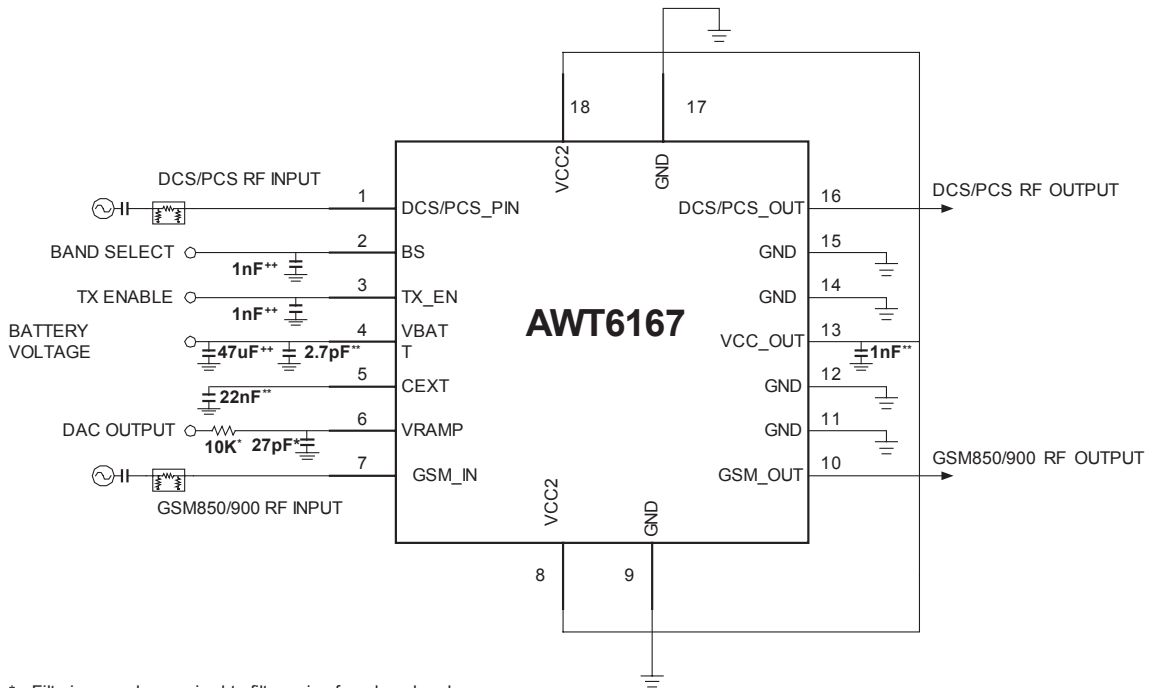 18
17
VCC2
GND
DCS/PCS RF INPUT
1
DCS/PCS_PIN
DCS/PCS_OUT
16
DCS/PCS RF OUTPUT
BAND SELECT
1nF++
2
BS
GND
15
TX ENABLE
1nF++
3
TX_EN
GND
14
AWT6167
BATTERY
VOLTAGE
47uF++
2.7pF**
4
VBAT
T
VCC_OUT
13
1nF**
22nF**
5
CEXT
GND
12
DAC OUTPUT
10K*
27pF*
6
VRAMP
GND
11
7
GSM_IN
GSM_OUT
10
GSM850/900 RF OUTPUT
GSM850/900 RF INPUT
VCC2
GND
8
9